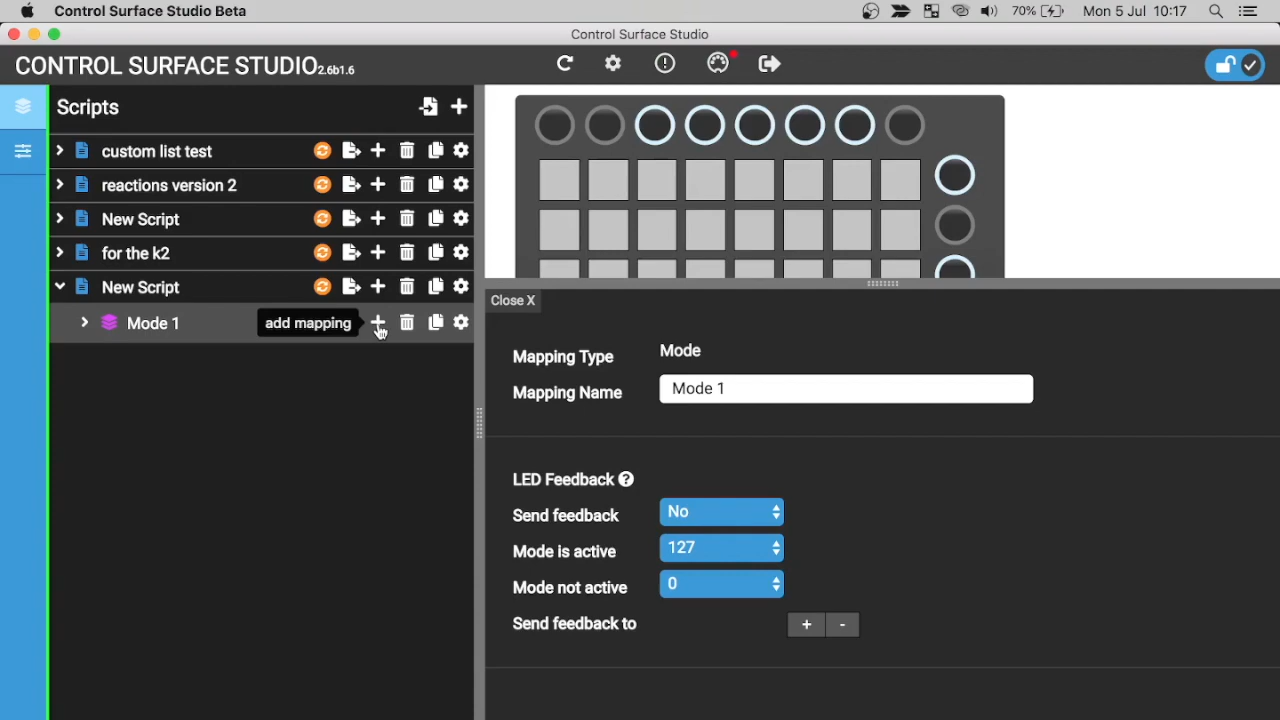 Control Surface Studio Beta
70%
Mon 5 Jul 10:17
Control Surface Studio
CONTROL SURFACE STUDIO2.6b1.6
Scripts
custom list test
reactions version 2
New Script
for the k2
New Script
Mode 1
add mapping
Close X
Mapping Type
Mode
Mapping Name
Mode 1
LED Feedback ?
Send feedback
No
Mode is active
127
Mode not active
0
Send feedback to
+ -